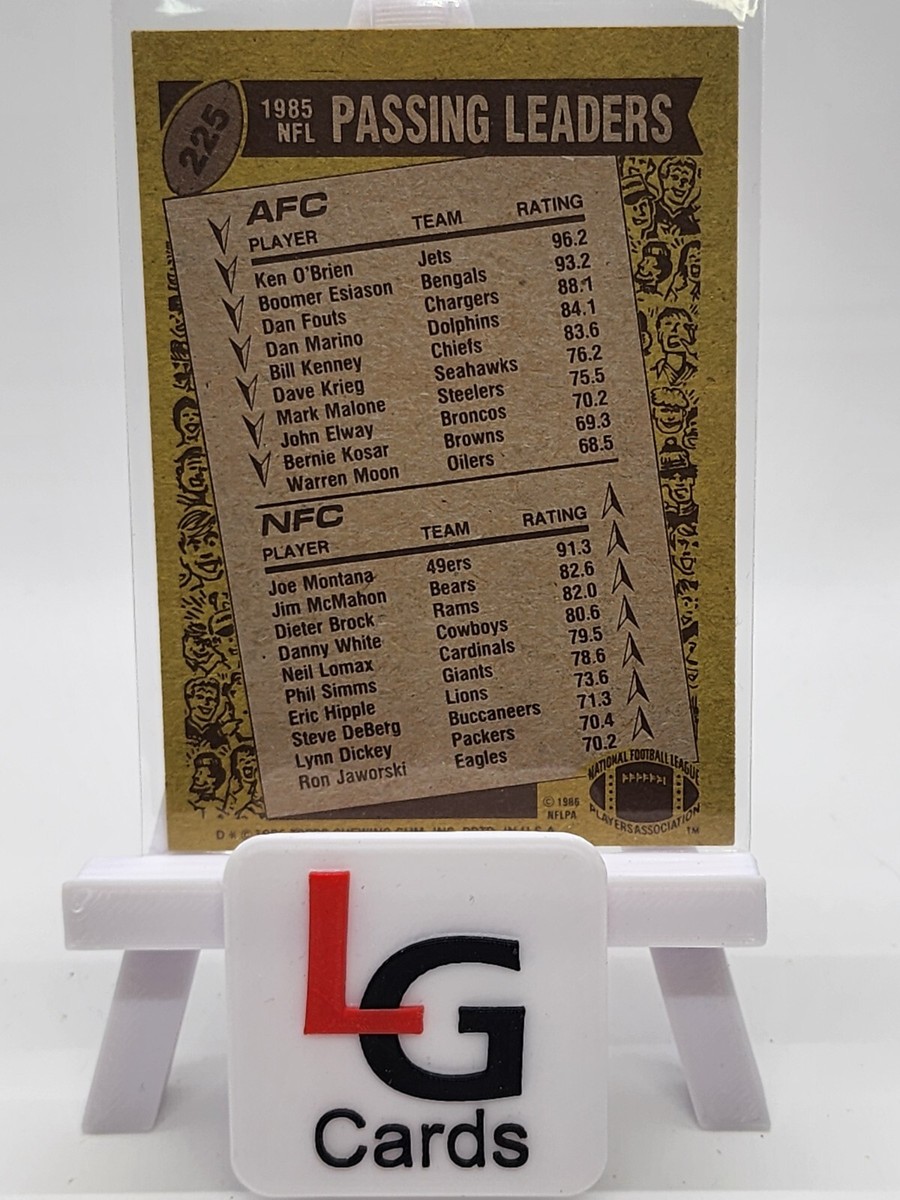 225
1985 NFL PASSING LEADERS
AFC
PLAYER TEAM RATING
Ken O'Brien Jets 96.2
Boomer Esiason Bengals 93.2
Dan Fouts Chargers 88.1
Dan Marino Dolphins 84.1
Bill Kenney Chiefs 83.6
Dave Krieg Seahawks 76.2
Mark Malone Steelers 75.5
John Elway Broncos 70.2
Bernie Kosar Browns 69.3
Warren Moon Oilers 68.5
NFC
PLAYER TEAM RATING
Joe Montana 49ers 91.3
Jim McMahon Bears 82.6
Dieter Brock Rams 82.0
Danny White Cowboys 80.6
Neil Lomax Cardinals 79.5
Phil Simms Giants 78.6
Eric Hipple Lions 73.6
Steve DeBerg Buccaneers 71.3
Lynn Dickey Packers 70.4
Ron Jaworski Eagles 70.2
NATIONAL FOOTBALL LEAGUE
PLAYERS ASSOCIATION
TM
© 1986
NFLPA
LG
Cards